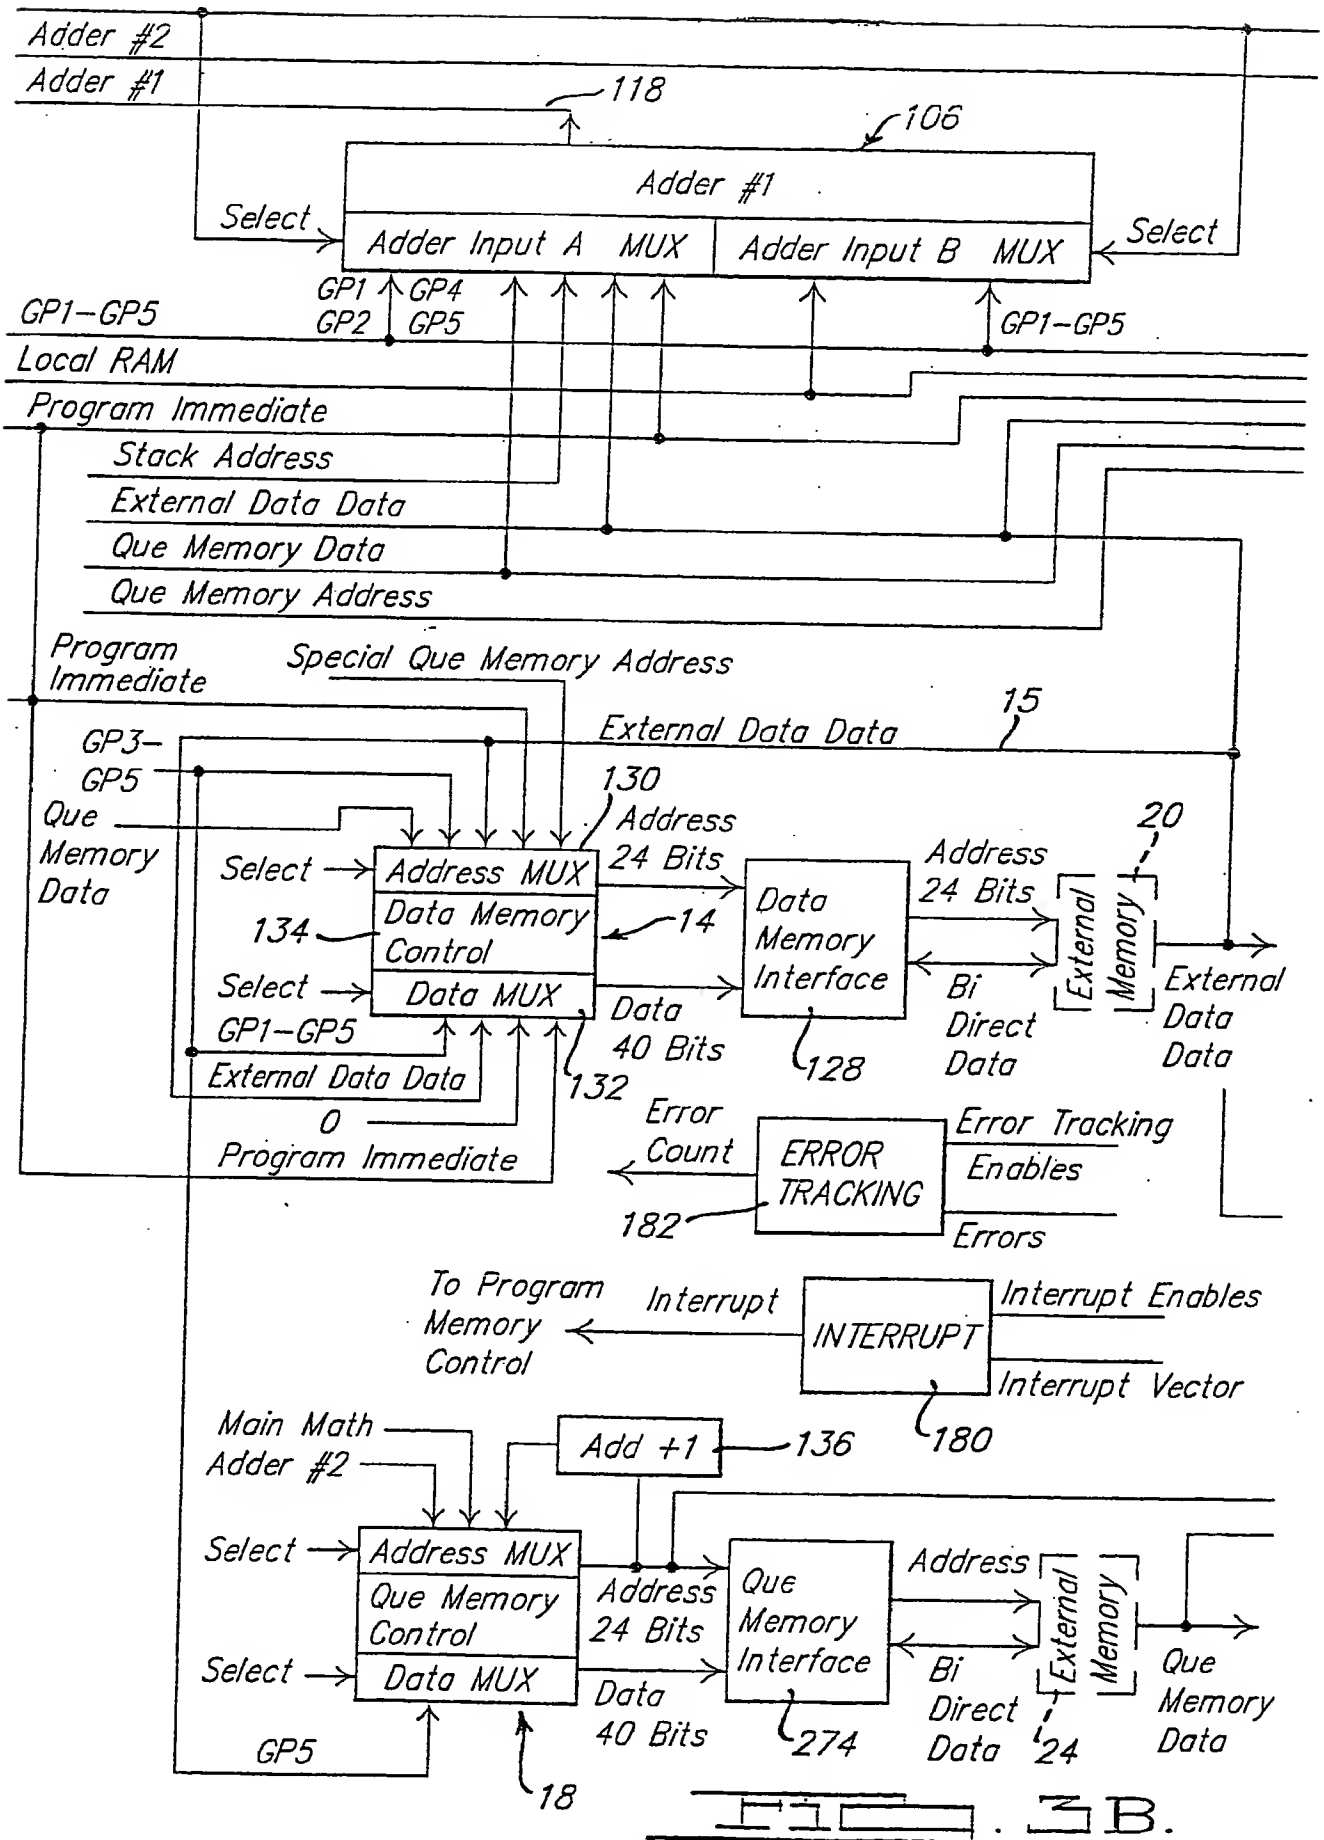 Adder #2
Adder #1
118
106
Adder #1
Select
Adder Input A MUX
Adder Input B MUX
Select
GP1 GP4
GP2 GP5
GP1-GP5
GP1-GP5
Local RAM
Program Immediate
Stack Address
External Data Data
Que Memory Data
Que Memory Address
Program
Immediate
Special Que Memory Address
15
External Data Data
GP3-
GP5
130
Que
Memory
Data
Address
24 Bits
20
Select
Address MUX
Address
24 Bits
134
Data Memory
Control
14
Data
Memory
Interface
External
Memory
Select
Data MUX
Data
40 Bits
Bi
Direct
Data
External
Data
Data
GP1-GP5
128
External Data Data
132
0
Program Immediate
Error
Count
ERROR
TRACKING
Error Tracking
Enables
182
Errors
To Program
Memory
Control
Interrupt
INTERRUPT
Interrupt Enables
Interrupt Vector
180
Main Math
Adder #2
Add +1
136
Select
Address MUX
Address
24 Bits
Que Memory
Control
Que
Memory
Interface
Address
External
Memory
Select
Data MUX
Data
40 Bits
Bi
Direct
Data
Que
Memory
Data
274
24
GP5
18
FIG. 3B.